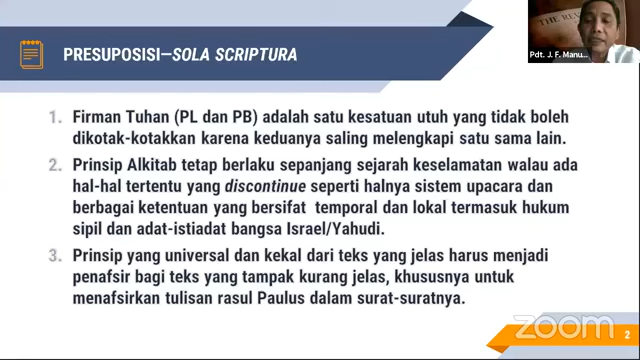 THE REV
Pdt. J. F. Manu...
PRESUPOSISI—SOLA SCRIPTURA
1. Firman Tuhan (PL dan PB) adalah satu kesatuan utuh yang tidak boleh
dikotak-kotakkan karena keduanya saling melengkapi satu sama lain.
2. Prinsip Alkitab tetap berlaku sepanjang sejarah keselamatan walau ada
hal-hal tertentu yang discontinue seperti halnya sistem upacara dan
berbagai ketentuan yang bersifat temporal dan lokal termasuk hukum
sipil dan adat-istiadat bangsa Israel/Yahudi.
3. Prinsip yang universal dan kekal dari teks yang jelas harus menjadi
penafsir bagi teks yang tampak kurang jelas, khususnya untuk
menafsirkan tulisan rasul Paulus dalam surat-suratnya.
zoom
2